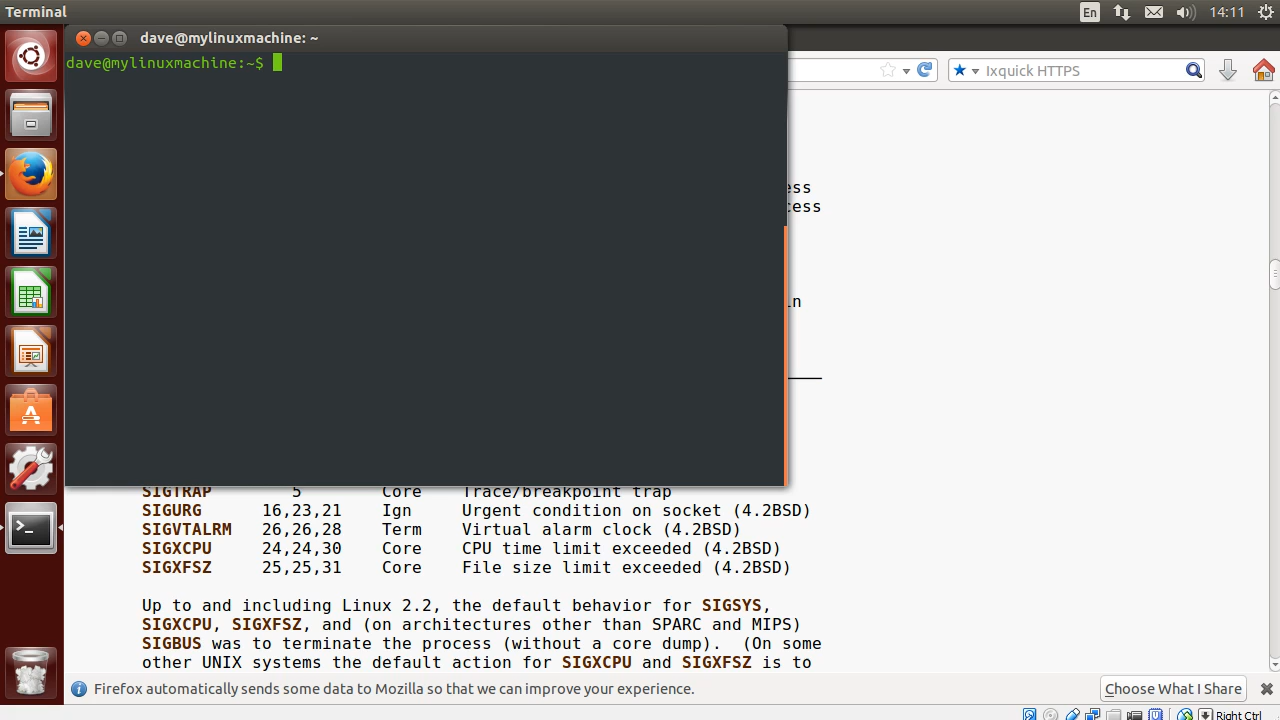 Terminal
En
14:11
dave@mylinuxmachine: ~
dave@mylinuxmachine:~$
Ixquick HTTPS
ess
cess
in
SIGTRAP 5 Core Trace/breakpoint trap
SIGURG 16,23,21 Ign Urgent condition on socket (4.2BSD)
SIGVTALRM 26,26,28 Term Virtual alarm clock (4.2BSD)
SIGXCPU 24,24,30 Core CPU time limit exceeded (4.2BSD)
SIGXFSZ 25,25,31 Core File size limit exceeded (4.2BSD)
Up to and including Linux 2.2, the default behavior for SIGSYS,
SIGXCPU, SIGXFSZ, and (on architectures other than SPARC and MIPS)
SIGBUS was to terminate the process (without a core dump). (On some
other UNIX systems the default action for SIGXCPU and SIGXFSZ is to
Firefox automatically sends some data to Mozilla so that we can improve your experience.
Choose What I Share
Right Ctrl